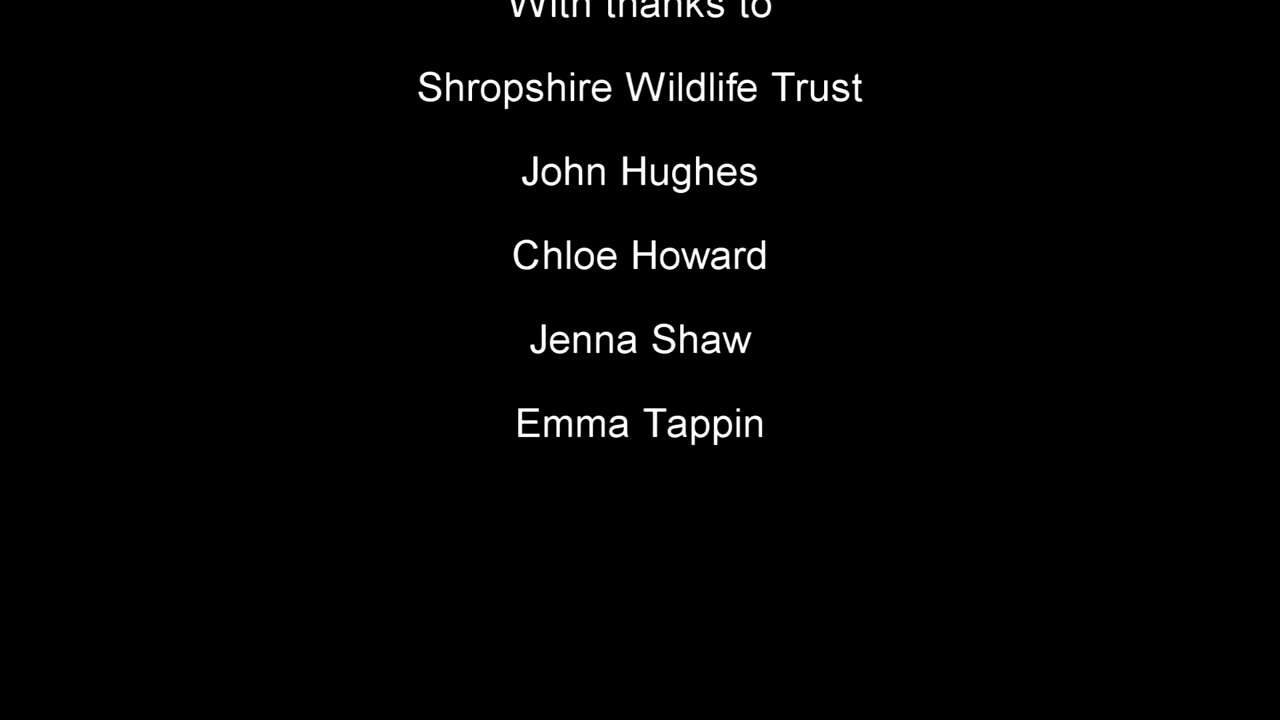 With thanks to
Shropshire Wildlife Trust
John Hughes
Chloe Howard
Jenna Shaw
Emma Tappin